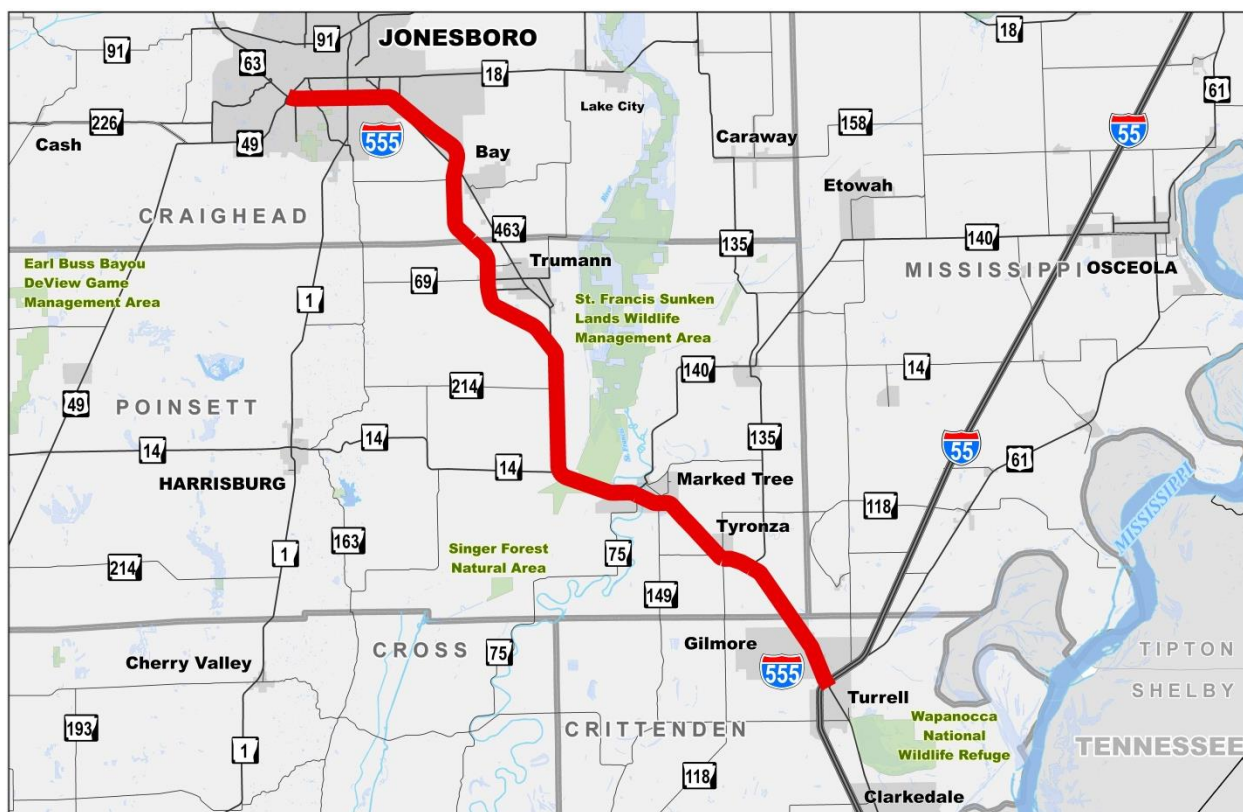 91
91
JONESBORO
18
61
63
18
Lake City
226
Cash
49
555
Bay
Caraway
158
55
Etowah
CRAIGHEAD
463
Trumann
135
140
MISSISSIPPI
OSCEOLA
Earl Buss Bayou
DeView Game
Management Area
69
1
St. Francis Sunken
Lands Wildlife
Management Area
49
POINSETT
214
140
14
14
14
14
135
55
61
HARRISBURG
Marked Tree
118
MISSISSIPPI
163
Tyronza
214
1
Singer Forest
Natural Area
75
149
Cherry Valley
CROSS
75
Gilmore
555
Turrell
TIPTON
SHELBY
193
1
CRITTENDEN
118
Wapanocca
National
Wildlife Refuge
TENNESSEE
Clarkedale